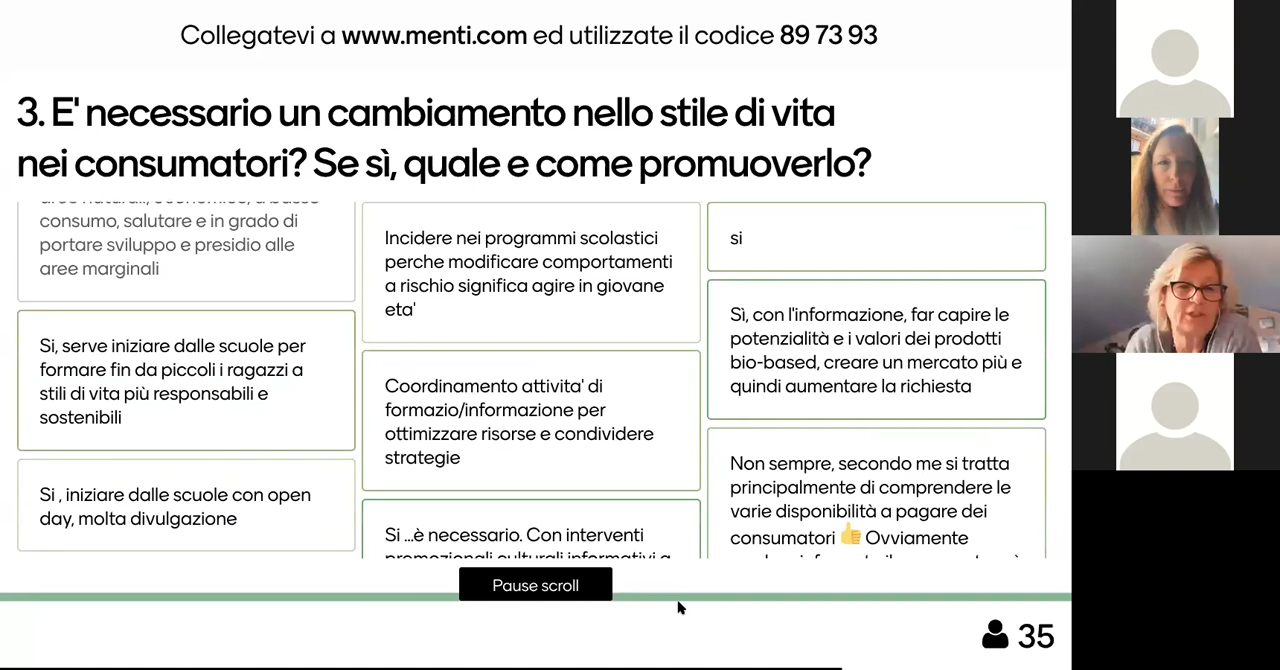 Collegatevi a www.menti.com ed utilizzate il codice 89 73 93
3. E' necessario un cambiamento nello stile di vita
nei consumatori? Se sì, quale e come promuoverlo?
consumo, salutare e in grado di
portare sviluppo e presidio alle
aree marginali
Si, serve iniziare dalle scuole per
formare fin da piccoli i ragazzi a
stili di vita più responsabili e
sostenibili
Si , iniziare dalle scuole con open
day, molta divulgazione
Incidere nei programmi scolastici
perche modificare comportamenti
a rischio significa agire in giovane
eta'
Coordinamento attivita' di
formazio/informazione per
ottimizzare risorse e condividere
strategie
Si ...è necessario. Con interventi
promozionali culturali informativi a
si
Sì, con l'informazione, far capire le
potenzialità e i valori dei prodotti
bio-based, creare un mercato più e
quindi aumentare la richiesta
Non sempre, secondo me si tratta
principalmente di comprendere le
varie disponibilità a pagare dei
consumatori 👍 Ovviamente
Pause scroll
35